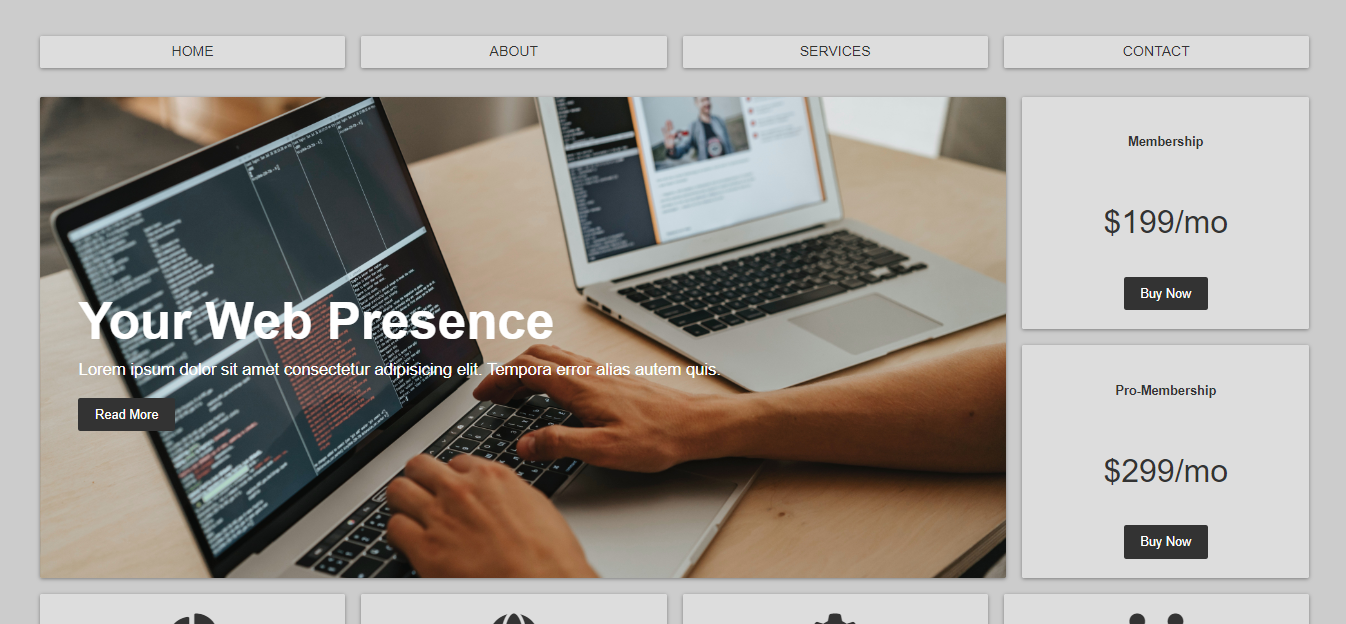 HOME
ABOUT
SERVICES
CONTACT
Your Web Presence
Lorem ipsum dolor sit amet consectetur adipisicing elit. Tempora error alias autem quis.
Read More
Membership
$199/mo
Buy Now
Pro-Membership
$299/mo
Buy Now